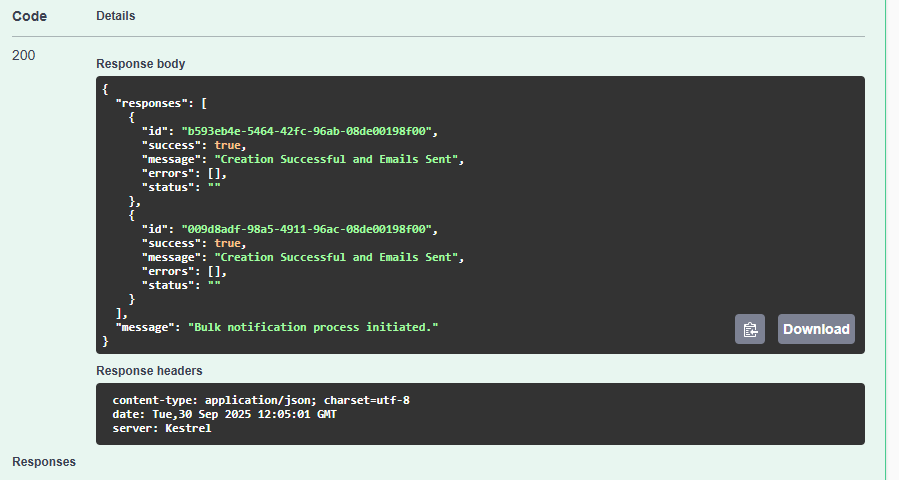 Code Details
200
Response body
{
"responses": [
{
"id": "b593eb4e-5464-42fc-96ab-08de00198f00",
"success": true,
"message": "Creation Successful and Emails Sent",
"errors": [],
"status": ""
},
{
"id": "009d8adf-98a5-4911-96ac-08de00198f00",
"success": true,
"message": "Creation Successful and Emails Sent",
"errors": [],
"status": ""
}
],
"message": "Bulk notification process initiated."
}
Download
Response headers
content-type: application/json; charset=utf-8
date: Tue,30 Sep 2025 12:05:01 GMT
server: Kestrel
Responses